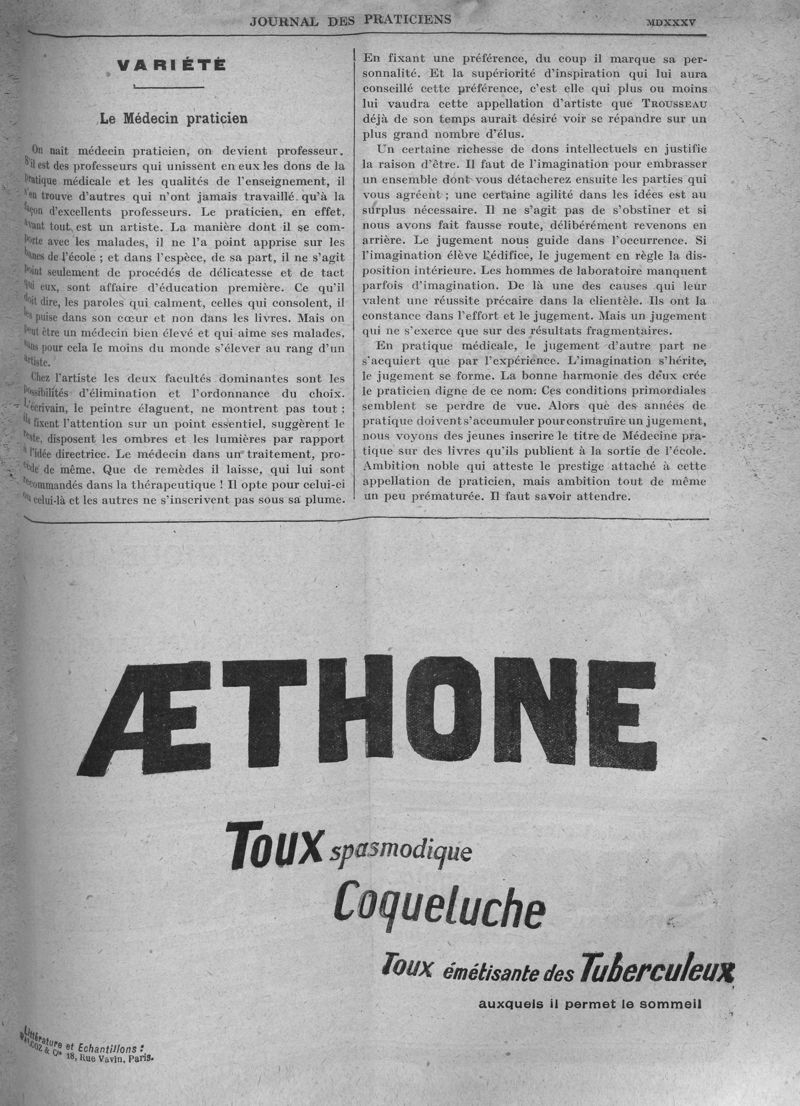 JOURNAL DES PRATICIENS
MDXXXV
VARIÉTÉ
Le Médecin praticien
On naît médecin praticien, on devient professeur.
S'il est des professeurs qui unissent en eux les dons de la
pratique médicale et les qualités de l'enseignement, il
s'en trouve d'autres qui n'ont jamais travaillé qu'à la
façon d'excellents professeurs. Le praticien, en effet,
avant tout est un artiste. La manière dont il se com-
porte avec les malades, il ne l'a point apprise sur les
bancs de l'école ; et dans l'espèce, de sa part, il ne s'agit
point seulement de procédés de délicatesse et de tact
qui eux, sont affaire d'éducation première. Ce qu'il
doit dire, les paroles qui calment, celles qui consolent, il
les puise dans son cœur et non dans les livres. Mais on
peut être un médecin bien élevé et qui aime ses malades,
sans pour cela le moins du monde s'élever au rang d'un
artiste.
Chez l'artiste les deux facultés dominantes sont les
possibilités d'élimination et l'ordonnance du choix.
L'écrivain, le peintre élaguent, ne montrent pas tout ;
ils fixent l'attention sur un point essentiel, suggèrent le
reste, disposent les ombres et les lumières par rapport
à l'idée directrice. Le médecin dans un traitement, pro-
cède de même. Que de remèdes il laisse, qui lui sont
recommandés dans la thérapeutique ! Il opte pour celui-ci
ou celui-là et les autres ne s'inscrivent pas sous sa plume.
En fixant une préférence, du coup il marque sa per-
sonnalité. Et la supériorité d'inspiration qui lui aura
conseillé cette préférence, c'est elle qui plus ou moins
lui vaudra cette appellation d'artiste que TROUSSEAU
déjà de son temps aurait désiré voir se répandre sur un
plus grand nombre d'élus.
Un certaine richesse de dons intellectuels en justifie
la raison d'être. Il faut de l'imagination pour embrasser
un ensemble dont vous détacherez ensuite les parties qui
vous agréent ; une certaine agilité dans les idées est au
surplus nécessaire. Il ne s'agit pas de s'obstiner et si
nous avons fait fausse route, délibérément revenons en
arrière. Le jugement nous guide dans l'occurrence. Si
l'imagination élève l'édifice, le jugement en règle la dis-
position intérieure. Les hommes de laboratoire manquent
parfois d'imagination. De là une des causes qui leur
valent une réussite précaire dans la clientèle. Ils ont la
constance dans l'effort et le jugement. Mais un jugement
qui ne s'exerce que sur des résultats fragmentaires.
En pratique médicale, le jugement d'autre part ne
s'acquiert que par l'expérience. L'imagination s'hérite,
le jugement se forme. La bonne harmonie des deux crée
le praticien digne de ce nom. Ces conditions primordiales
semblent se perdre de vue. Alors que des années de
pratique doivent s'accumuler pour construire un jugement,
nous voyons des jeunes inscrire le titre de Médecine pra-
tique sur des livres qu'ils publient à la sortie de l'école.
Ambition noble qui atteste le prestige attaché à cette
appellation de praticien, mais ambition tout de même
un peu prématurée. Il faut savoir attendre.
ÆTHONE
Toux spasmodique
Coqueluche
Toux émétisante des Tuberculeux
auxquels il permet le sommeil
Littérature et Echantillons :
& Cie 18, Rue Vavin, Paris.